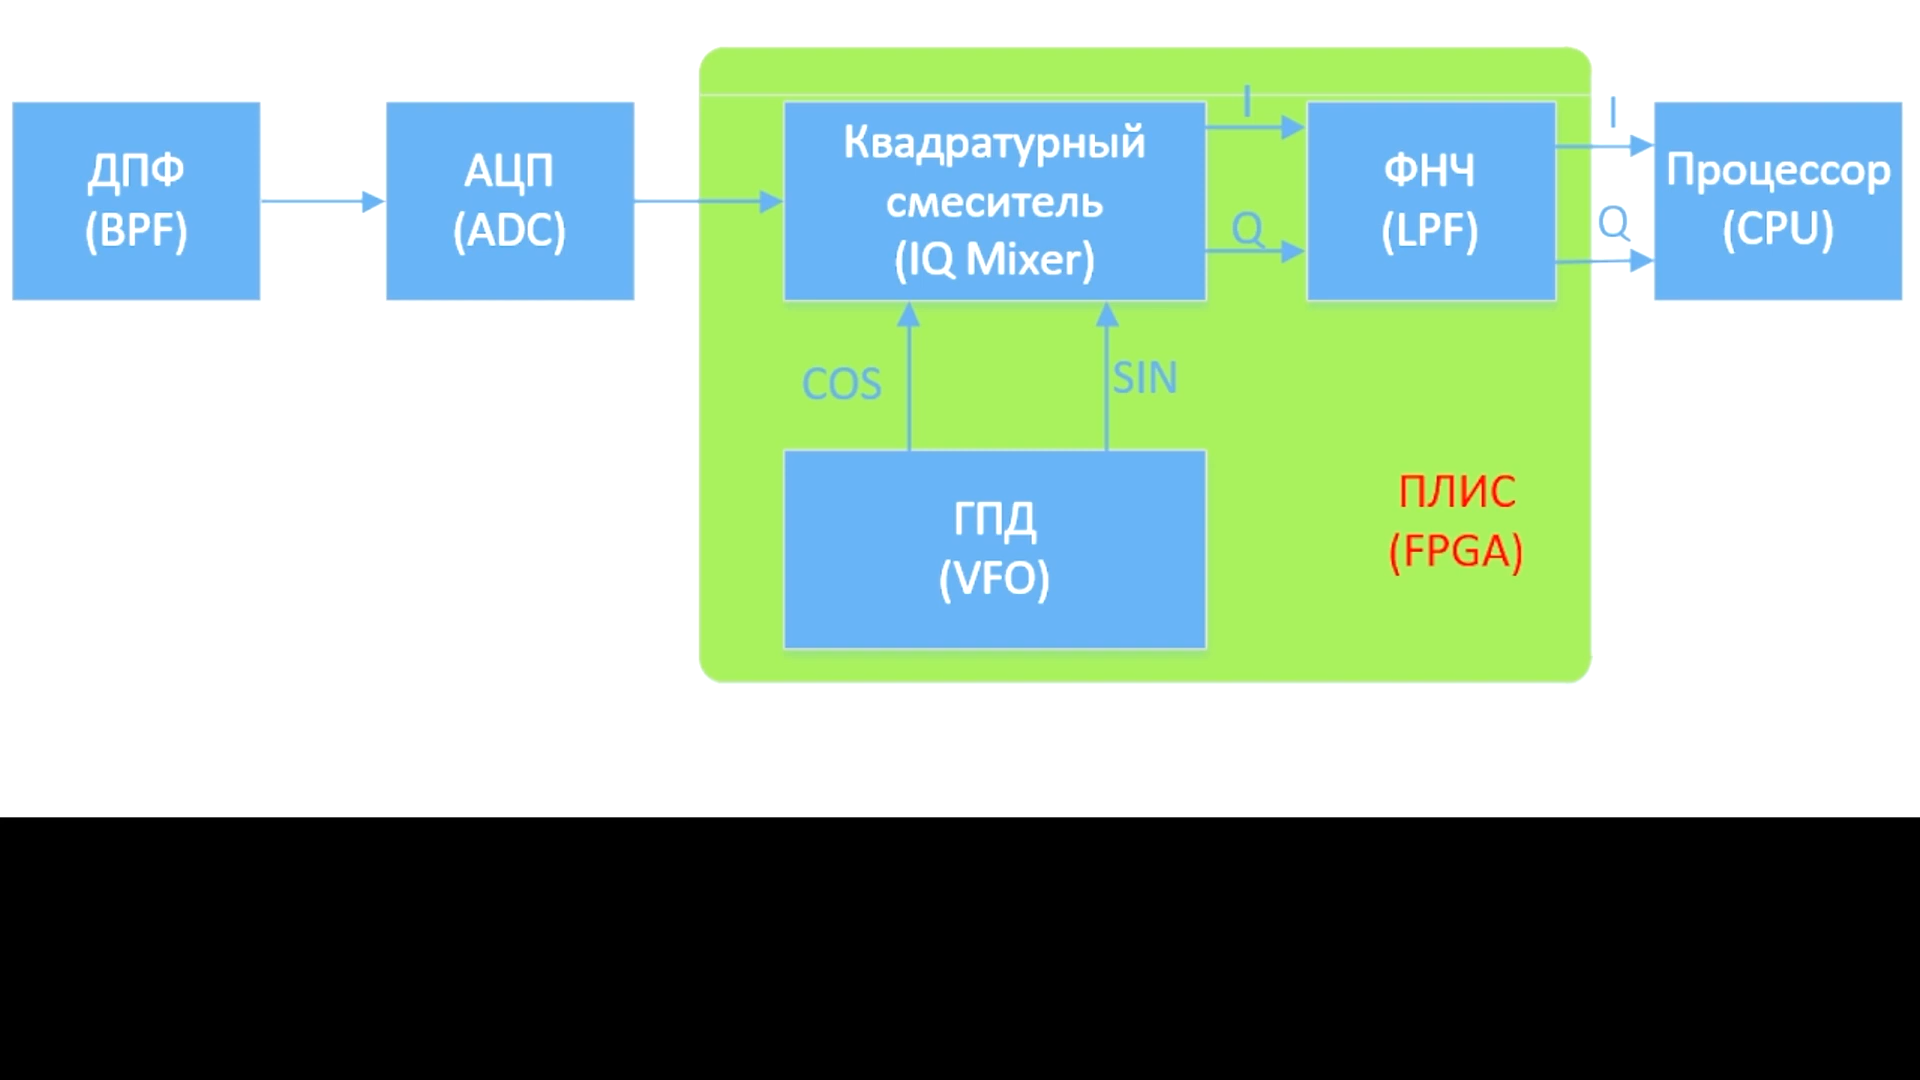 ДПФ
(BPF)
АЦП
(ADC)
Квадратурный
смеситель
(IQ Mixer)
I
Q
ФНЧ
(LPF)
I
Q
Процессор
(CPU)
COS
SIN
ГПД
(VFO)
ПЛИС
(FPGA)